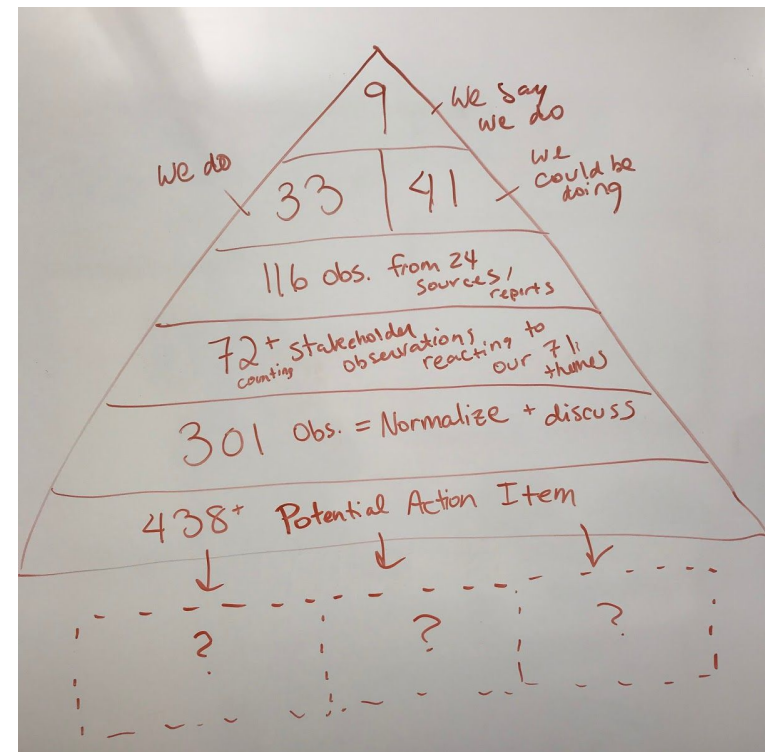 9
we say
we do
we do
33
41
we
could be
doing
116 obs. from 24
sources/
reports
72+ stakeholder
counting
observations
reacting to
our 71
themes
301 obs. = Normalize + discuss
438+ Potential Action Item
?
?
?